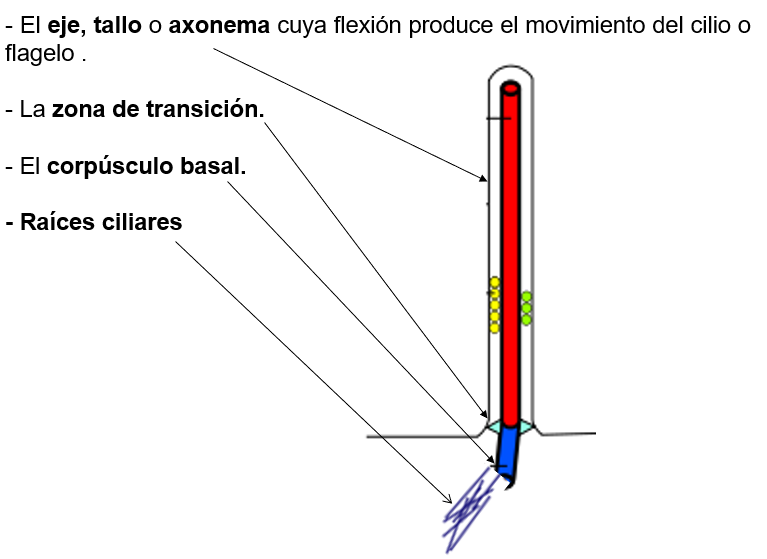 - El eje, tallo o axonema cuya flexión produce el movimiento del cilio o
flagelo .
- La zona de transición.
- El corpúsculo basal.
- Raíces ciliares